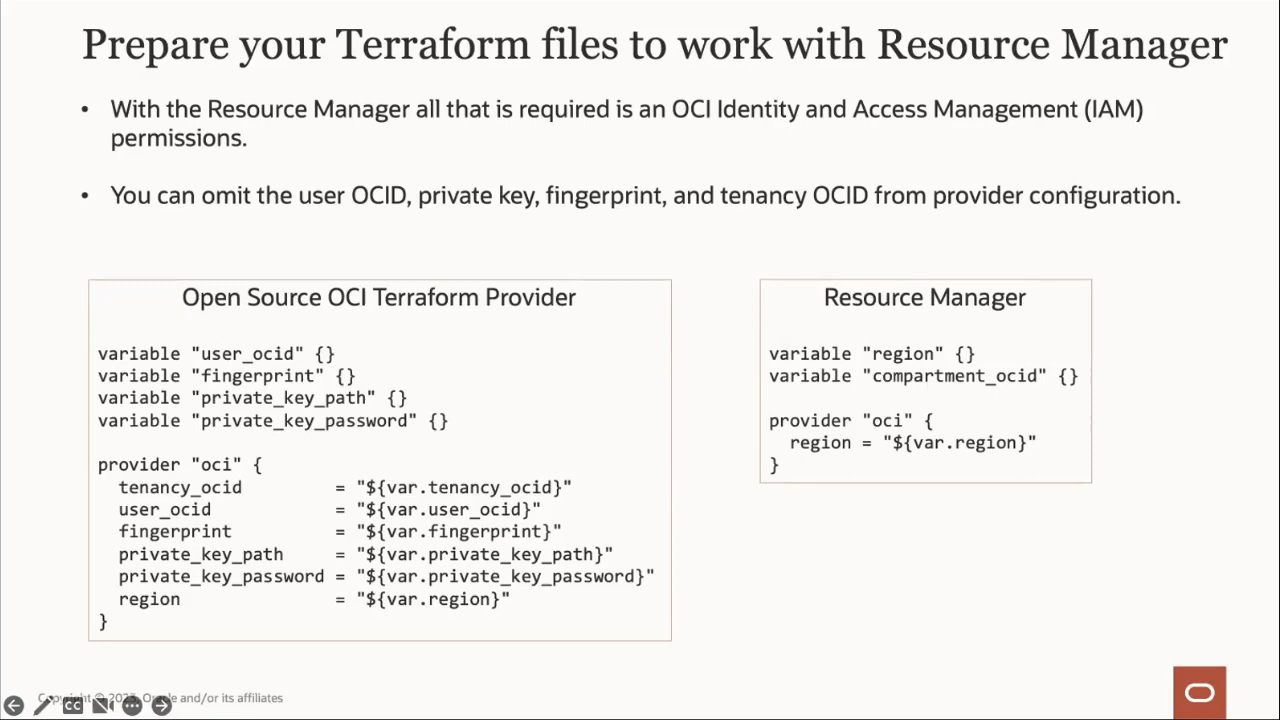 Prepare your Terraform files to work with Resource Manager
• With the Resource Manager all that is required is an OCI Identity and Access Management (IAM)
permissions.
• You can omit the user OCID, private key, fingerprint, and tenancy OCID from provider configuration.
Open Source OCI Terraform Provider
variable "user_ocid" {}
variable "fingerprint" {}
variable "private_key_path" {}
variable "private_key_password" {}
provider "oci" {
tenancy_ocid = "${var.tenancy_ocid}"
user_ocid = "${var.user_ocid}"
fingerprint = "${var.fingerprint}"
private_key_path = "${var.private_key_path}"
private_key_password = "${var.private_key_password}"
region = "${var.region}"
}
Resource Manager
variable "region" {}
variable "compartment_ocid" {}
provider "oci" {
region = "${var.region}"
}
Copyright © Oracle and/or its affiliates
CC